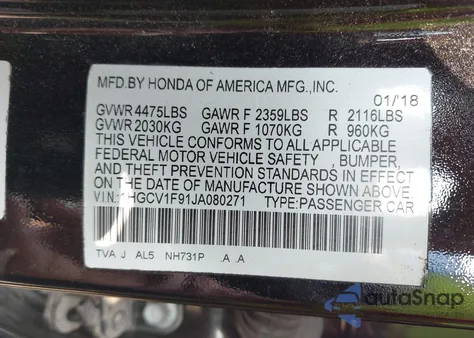 MFD.BY HONDA OF AMERICA MFG.,INC.
01/'18
GVWR 4475LBS GAWR F 2359LBS R 2116LBS
GVWR 2030KG GAWR F 1070KG R 960KG
THIS VEHICLE CONFORMS TO ALL APPLICABLE
FEDERAL MOTOR VEHICLE SAFETY , BUMPER,
AND THEFT PREVENTION STANDARDS IN EFFECT
ON THE DATE OF MANUFACTURE SHOWN ABOVE.
V.I.N:1HGCV1F91JA080271 TYPE:PASSENGER CAR
TVA J AL5 NH731P .A .A
autoSnap